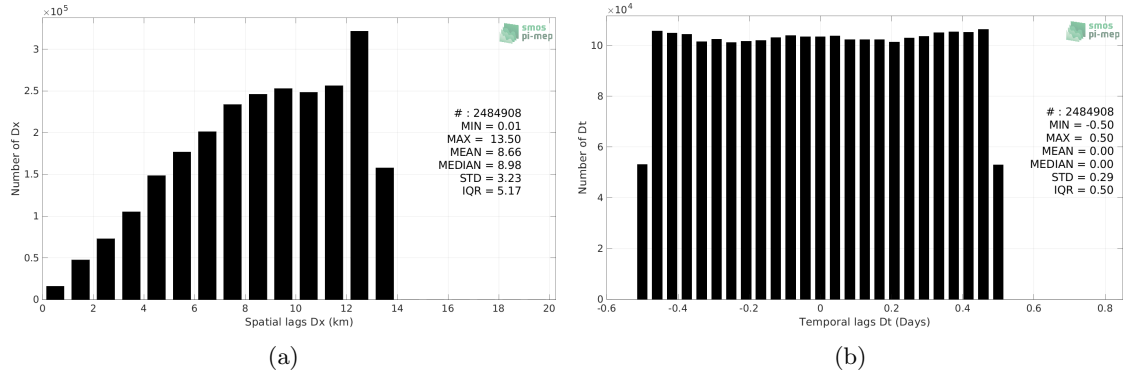 ×10⁵
3
2.5
2
1.5
1
0.5
0
0 2 4 6 8 10 12 14 16 18 20
Number of Dx
Spatial lags Dx (km)
smos
pi-mep
# : 2484908
MIN = 0.01
MAX = 13.50
MEAN = 8.66
MEDIAN = 8.98
STD = 3.23
IQR = 5.17
(a)
×10⁴
10
8
6
4
2
0
-0.6 -0.4 -0.2 0 0.2 0.4 0.6 0.8
Number of Dt
Temporal lags Dt (Days)
smos
pi-mep
# : 2484908
MIN = -0.50
MAX = 0.50
MEAN = 0.00
MEDIAN = 0.00
STD = 0.29
IQR = 0.50
(b)